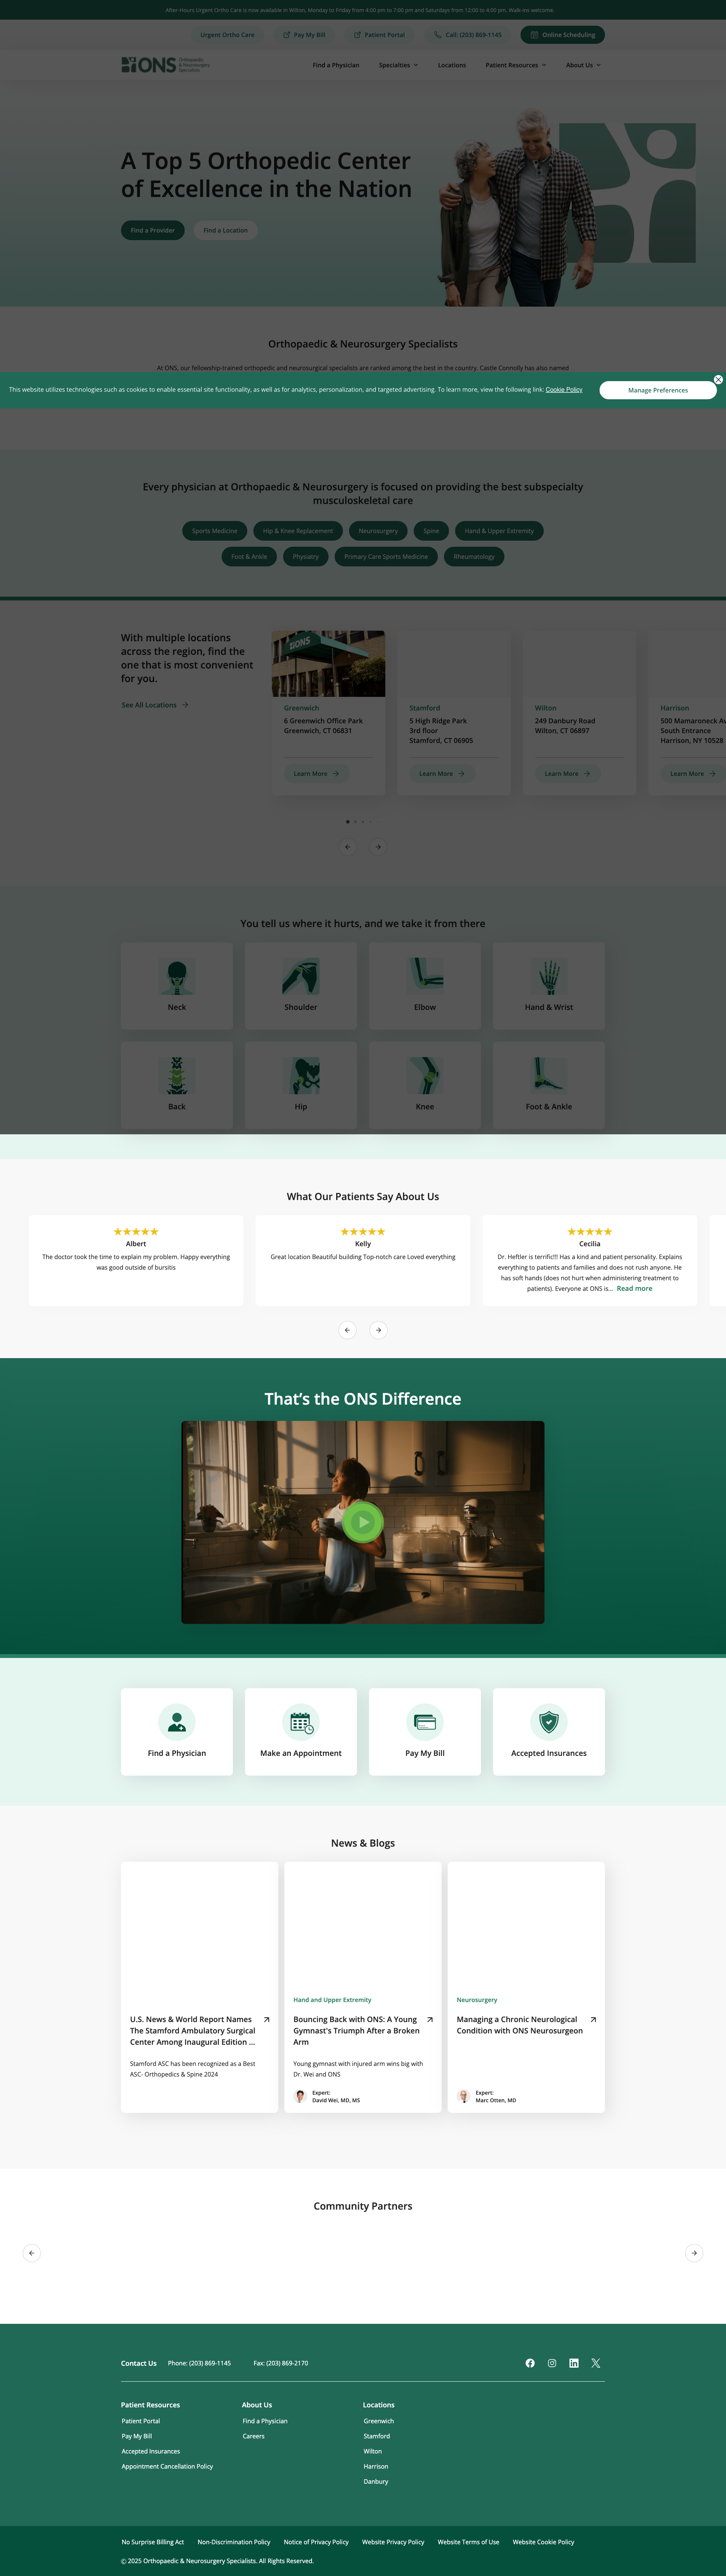 After-Hours Urgent Ortho Care is now available in Wilton, Monday to Friday from 4:00 pm to 7:00 pm and Saturdays from 12:00 to 4:00 pm. Walk-ins welcome.
Urgent Ortho Care
Pay My Bill
Patient Portal
Call: (203) 869-1145
Online Scheduling
ONS
Orthopaedic
& Neurosurgery
Specialists
Find a Physician
Specialties
Locations
Patient Resources
About Us
A Top 5 Orthopedic Center
of Excellence in the Nation
Find a Provider
Find a Location
Orthopaedic & Neurosurgery Specialists
At ONS, our fellowship-trained orthopedic and neurosurgical specialists are ranked among the best in the country. Castle Connolly has also named
This website utilizes technologies such as cookies to enable essential site functionality, as well as for analytics, personalization, and targeted advertising. To learn more, view the following link: Cookie Policy
Manage Preferences
Every physician at Orthopaedic & Neurosurgery is focused on providing the best subspecialty
musculoskeletal care
Sports Medicine
Hip & Knee Replacement
Neurosurgery
Spine
Hand & Upper Extremity
Foot & Ankle
Physiatry
Primary Care Sports Medicine
Rheumatology
With multiple locations
across the region, find the
one that is most convenient
for you.
See All Locations
ONS
Greenwich
6 Greenwich Office Park
Greenwich, CT 06831
Learn More
Stamford
5 High Ridge Park
3rd floor
Stamford, CT 06905
Learn More
Wilton
249 Danbury Road
Wilton, CT 06897
Learn More
Harrison
500 Mamaroneck Av
South Entrance
Harrison, NY 10528
Learn More
You tell us where it hurts, and we take it from there
Neck
Shoulder
Elbow
Hand & Wrist
Back
Hip
Knee
Foot & Ankle
What Our Patients Say About Us
Albert
The doctor took the time to explain my problem. Happy everything
was good outside of bursitis
Kelly
Great location Beautiful building Top-notch care Loved everything
Cecilia
Dr. Heftler is terrific!!! Has a kind and patient personality. Explains
everything to patients and families and does not rush anyone. He
has soft hands (does not hurt when administering treatment to
patients). Everyone at ONS is... Read more
That's the ONS Difference
Find a Physician
Make an Appointment
Pay My Bill
Accepted Insurances
News & Blogs
U.S. News & World Report Names
The Stamford Ambulatory Surgical
Center Among Inaugural Edition ...
Stamford ASC has been recognized as a Best
ASC- Orthopedics & Spine 2024
Hand and Upper Extremity
Bouncing Back with ONS: A Young
Gymnast's Triumph After a Broken
Arm
Young gymnast with injured arm wins big with
Dr. Wei and ONS
Expert:
David Wei, MD, MS
Neurosurgery
Managing a Chronic Neurological
Condition with ONS Neurosurgeon
Expert:
Marc Otten, MD
Community Partners
Contact Us
Phone: (203) 869-1145
Fax: (203) 869-2170
Patient Resources
Patient Portal
Pay My Bill
Accepted Insurances
Appointment Cancellation Policy
About Us
Find a Physician
Careers
Locations
Greenwich
Stamford
Wilton
Harrison
Danbury
No Surprise Billing Act
Non-Discrimination Policy
Notice of Privacy Policy
Website Privacy Policy
Website Terms of Use
Website Cookie Policy
© 2025 Orthopaedic & Neurosurgery Specialists. All Rights Reserved.